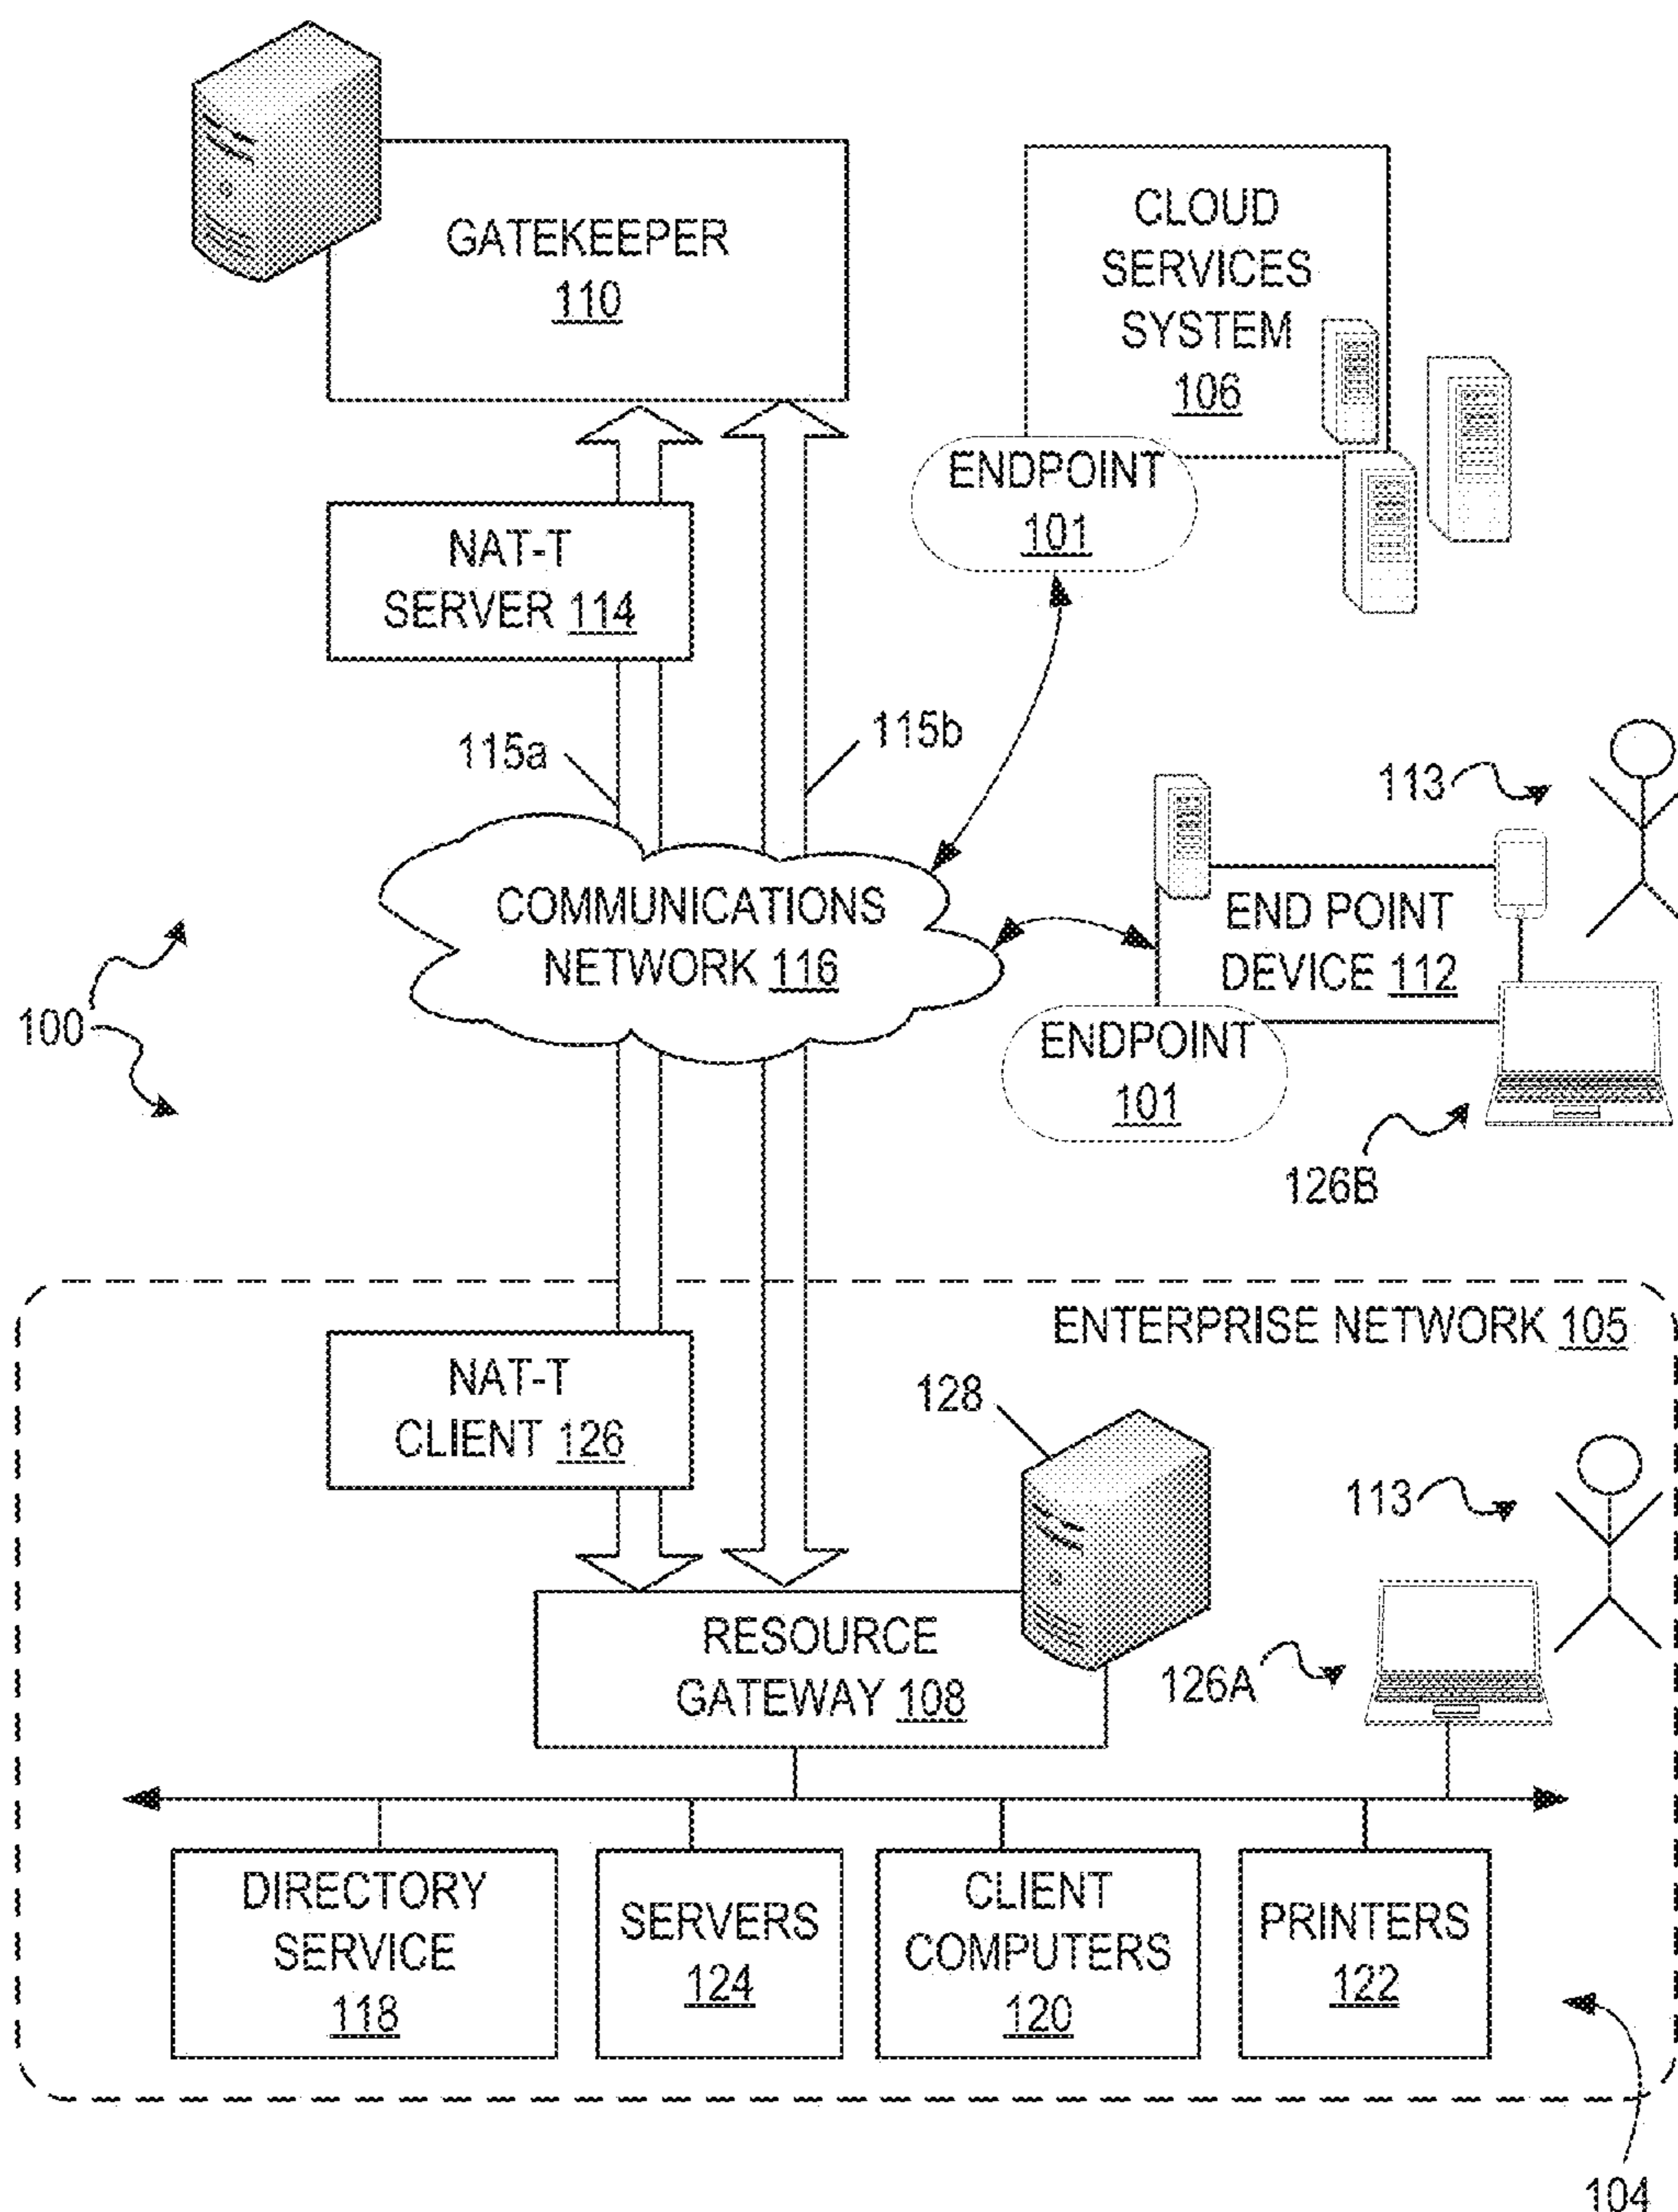 GATEKEEPER
110
CLOUD
SERVICES
SYSTEM
106
ENDPOINT
101
NAT-T
SERVER 114
115a
115b
113
COMMUNICATIONS
NETWORK 116
END POINT
DEVICE 112
100
ENDPOINT
101
126B
ENTERPRISE NETWORK 105
NAT-T
CLIENT 126
128
113
RESOURCE
GATEWAY 108
126A
DIRECTORY
SERVICE
118
SERVERS
124
CLIENT
COMPUTERS
120
PRINTERS
122
104